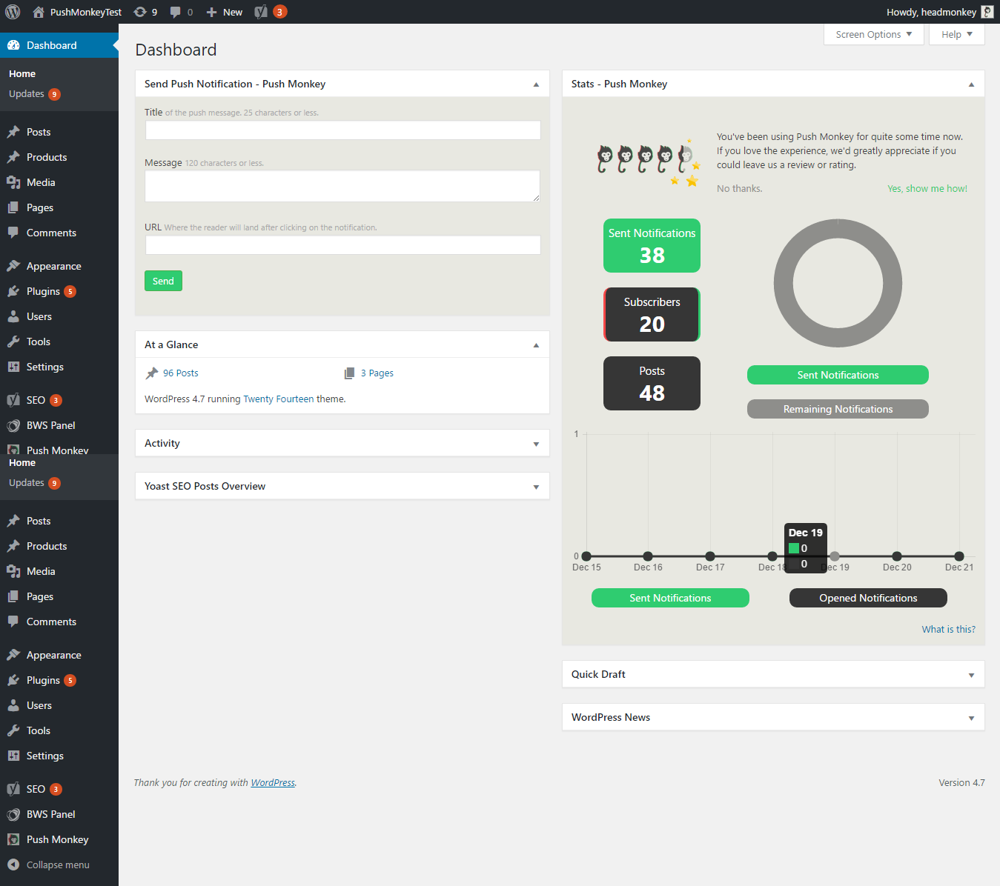 PushMonkeyTest 9 0 New 3
Howdy, headmonkey
Dashboard
Home
Updates 9
Posts
Products
Media
Pages
Comments
Appearance
Plugins 5
Users
Tools
Settings
SEO 3
BWS Panel
Push Monkey
Home
Updates 9
Posts
Products
Media
Pages
Comments
Appearance
Plugins 5
Users
Tools
Settings
SEO 3
BWS Panel
Push Monkey
Collapse menu
Screen Options
Help
Dashboard
Send Push Notification - Push Monkey
Title of the push message. 25 characters or less.
Message 120 characters or less.
URL Where the reader will land after clicking on the notification.
Send
At a Glance
96 Posts
3 Pages
WordPress 4.7 running Twenty Fourteen theme.
Activity
Yoast SEO Posts Overview
Stats - Push Monkey
You've been using Push Monkey for quite some time now.
If you love the experience, we'd greatly appreciate if you
could leave us a review or rating.
No thanks.
Yes, show me how!
Sent Notifications
38
Subscribers
20
Posts
48
Sent Notifications
Remaining Notifications
1
0
Dec 19
0
0
Dec 15
Dec 16
Dec 17
Dec 18
Dec 19
Dec 20
Dec 21
Sent Notifications
Opened Notifications
What is this?
Quick Draft
WordPress News
Thank you for creating with WordPress.
Version 4.7